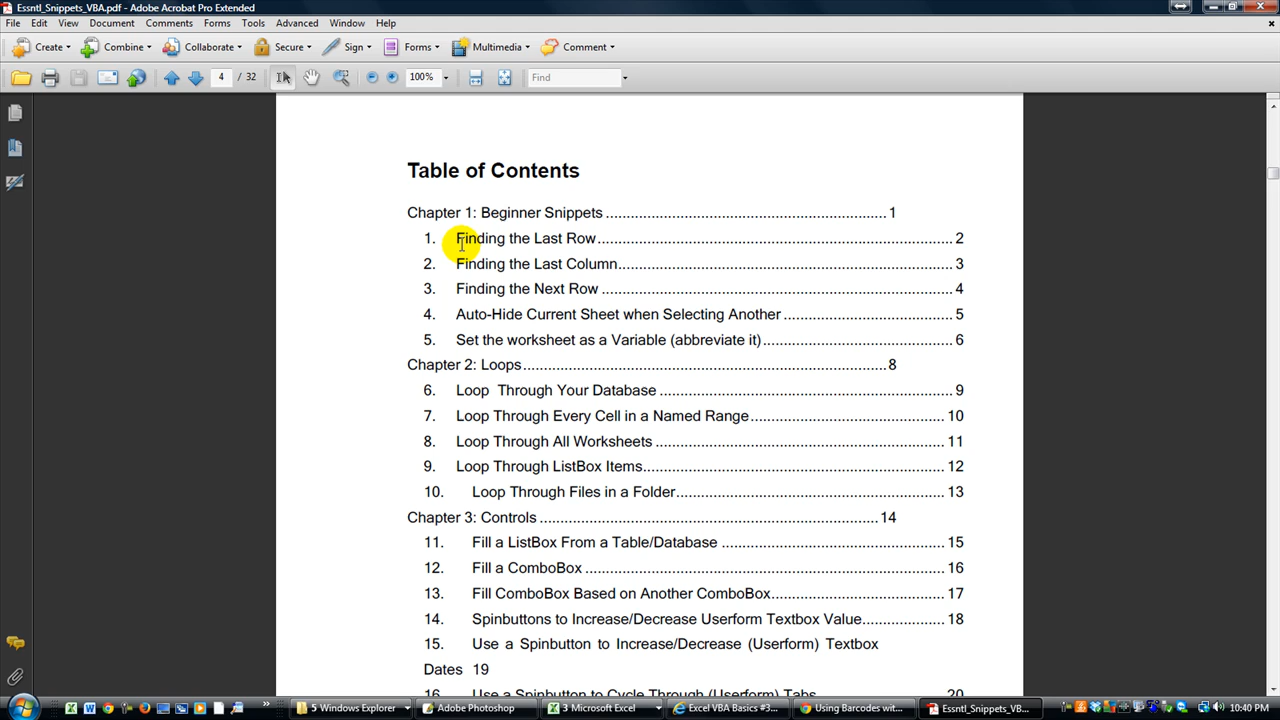 Essntl_Snippets_VBA.pdf - Adobe Acrobat Pro Extended
File Edit View Document Comments Forms Tools Advanced Window Help
Create Combine Collaborate Secure Sign Forms Multimedia Comment
4 / 32 100% Find
Table of Contents
Chapter 1: Beginner Snippets ........ 1
1. Finding the Last Row ........ 2
2. Finding the Last Column ........ 3
3. Finding the Next Row ........ 4
4. Auto-Hide Current Sheet when Selecting Another ........ 5
5. Set the worksheet as a Variable (abbreviate it) ........ 6
Chapter 2: Loops ........ 8
6. Loop Through Your Database ........ 9
7. Loop Through Every Cell in a Named Range ........ 10
8. Loop Through All Worksheets ........ 11
9. Loop Through ListBox Items ........ 12
10. Loop Through Files in a Folder ........ 13
Chapter 3: Controls ........ 14
11. Fill a ListBox From a Table/Database ........ 15
12. Fill a ComboBox ........ 16
13. Fill ComboBox Based on Another ComboBox ........ 17
14. Spinbuttons to Increase/Decrease Userform Textbox Value ........ 18
15. Use a Spinbutton to Increase/Decrease (Userform) Textbox
Dates 19
16. Use a Spinbutton to Cycle Through (Userform) Tabs ........ 20
5 Windows Explorer Adobe Photoshop 3 Microsoft Excel Excel VBA Basics #3... Using Barcodes wit... Essntl_Snippets_VB... 10:40 PM